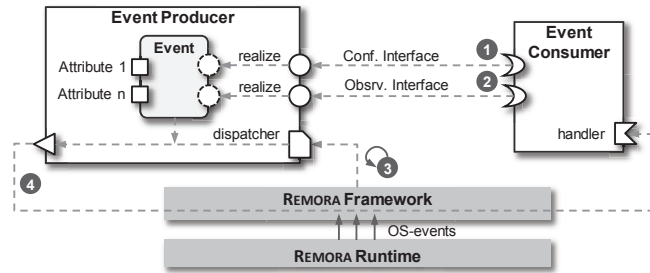 Event Producer
Event
Consumer
Event
Attribute 1
Attribute n
realize
realize
Conf. Interface
Obsrv. Interface
1
2
dispatcher
handler
3
4
REMORA Framework
OS-events
REMORA Runtime